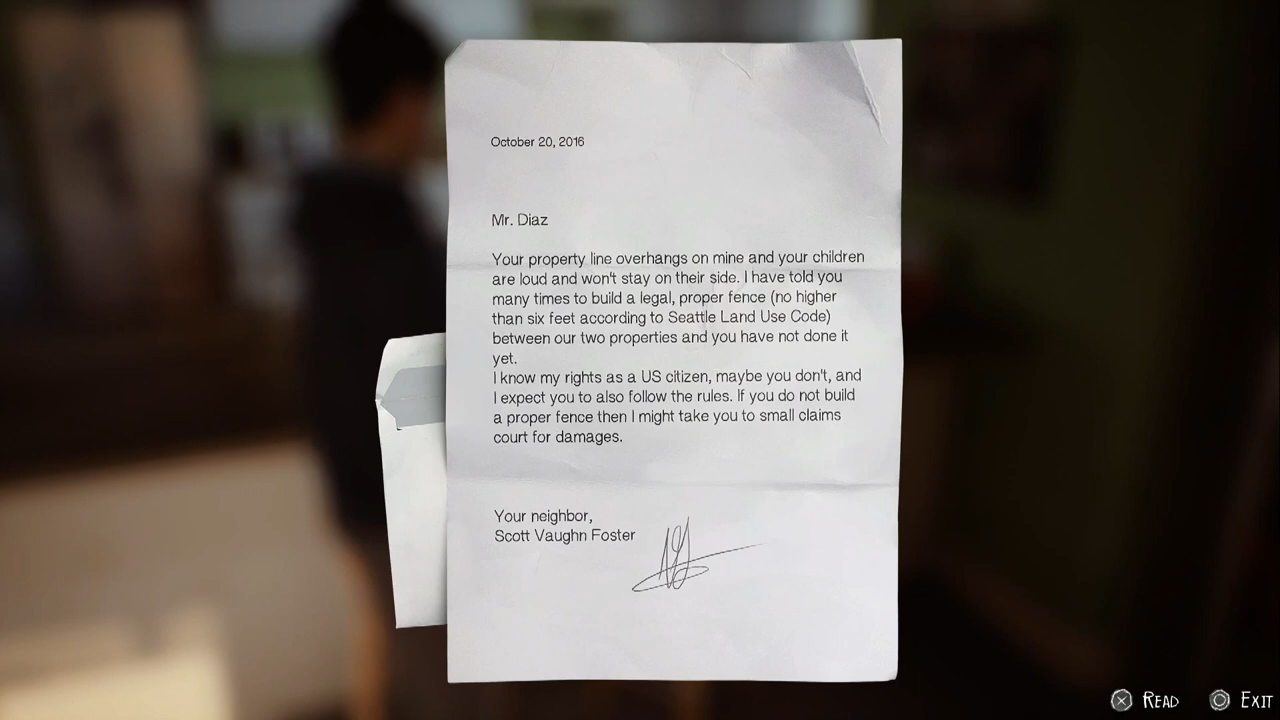 October 20, 2016
Mr. Diaz
Your property line overhangs on mine and your children
are loud and won't stay on their side. I have told you
many times to build a legal, proper fence (no higher
than six feet according to Seattle Land Use Code)
between our two properties and you have not done it
yet.
I know my rights as a US citizen, maybe you don't, and
I expect you to also follow the rules. If you do not build
a proper fence then I might take you to small claims
court for damages.
Your neighbor,
Scott Vaughn Foster
READ EXIT